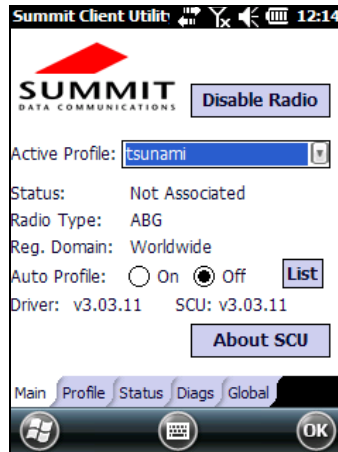 Summit Client Utilit 12:14
SUMMIT
DATA COMMUNICATIONS
Disable Radio
Active Profile: tsunami
Status: Not Associated
Radio Type: ABG
Reg. Domain: Worldwide
Auto Profile: On Off List
Driver: v3.03.11 SCU: v3.03.11
About SCU
Main Profile Status Diags Global
OK